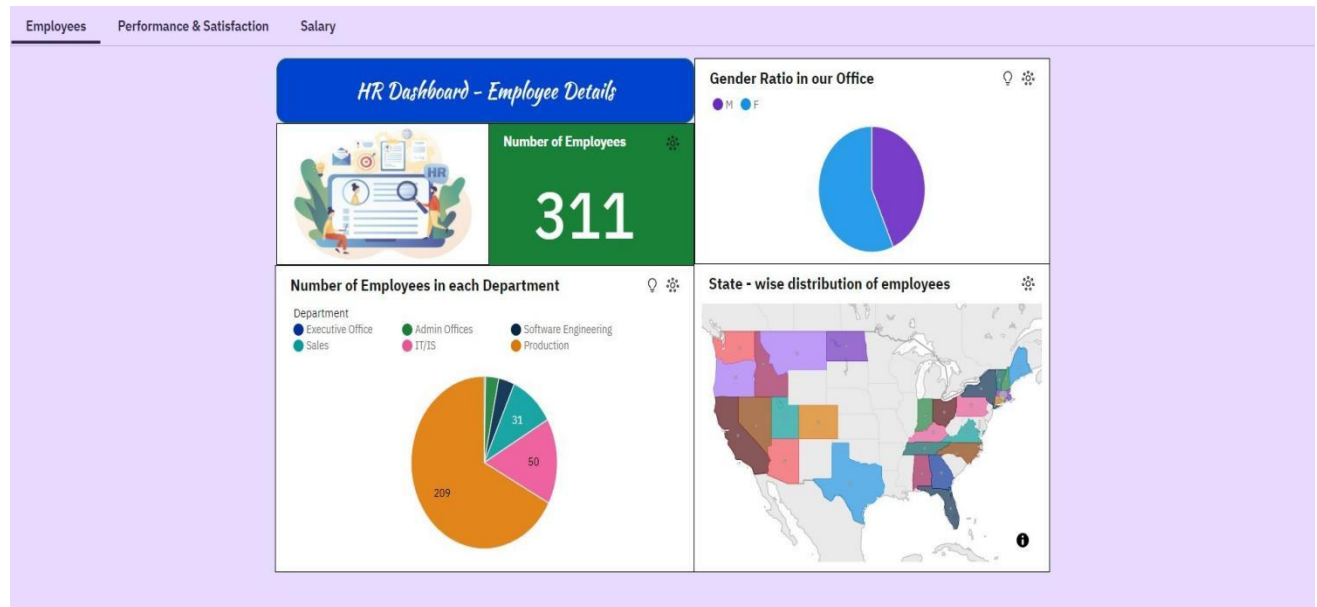 Employees Performance & Satisfaction Salary
HR Dashboard - Employee Details
HR
Number of Employees
311
Gender Ratio in our Office
M F
Number of Employees in each Department
Department
Executive Office Admin Offices Software Engineering
Sales IT/IS Production
31
50
209
State - wise distribution of employees